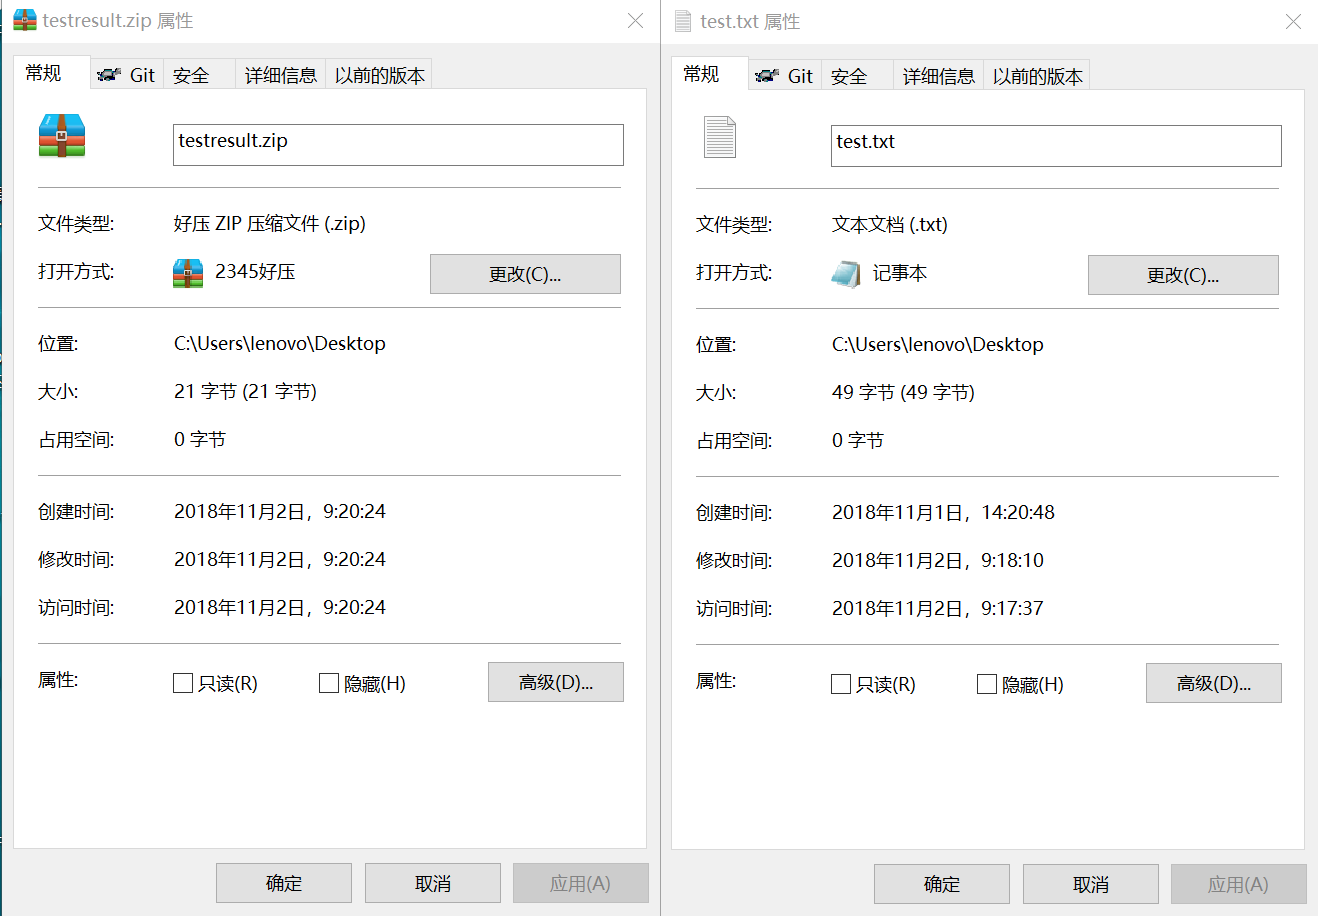 testresult.zip 属性
常规 Git 安全 详细信息 以前的版本
testresult.zip
文件类型: 好压 ZIP 压缩文件 (.zip)
打开方式: 2345好压 更改(C)...
位置: C:\Users\lenovo\Desktop
大小: 21 字节 (21 字节)
占用空间: 0 字节
创建时间: 2018年11月2日，9:20:24
修改时间: 2018年11月2日，9:20:24
访问时间: 2018年11月2日，9:20:24
属性: 只读(R) 隐藏(H) 高级(D)...
确定 取消 应用(A)
test.txt 属性
常规 Git 安全 详细信息 以前的版本
test.txt
文件类型: 文本文档 (.txt)
打开方式: 记事本 更改(C)...
位置: C:\Users\lenovo\Desktop
大小: 49 字节 (49 字节)
占用空间: 0 字节
创建时间: 2018年11月1日，14:20:48
修改时间: 2018年11月2日，9:18:10
访问时间: 2018年11月2日，9:17:37
属性: 只读(R) 隐藏(H) 高级(D)...
确定 取消 应用(A)